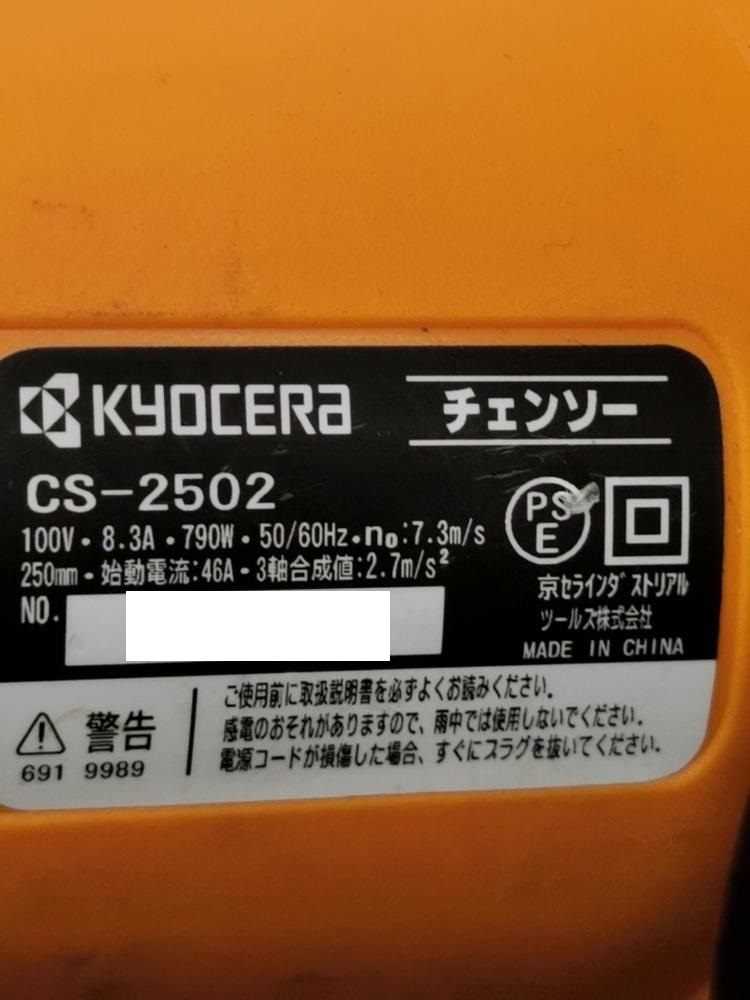 KYOCERA
チェンソー
CS-2502
100V・8.3A・790W・50/60Hz・n₀:7.3m/s
250mm・始動電流:46A・3軸合成値:2.7m/s²
PS
E
NO.
京セラインダストリアル
ツールズ株式会社
MADE IN CHINA
警告
691 9989
ご使用前に取扱説明書を必ずよくお読みください。
感電のおそれがありますので、雨中では使用しないでください。
電源コードが損傷した場合、すぐにスラグを抜いてください。